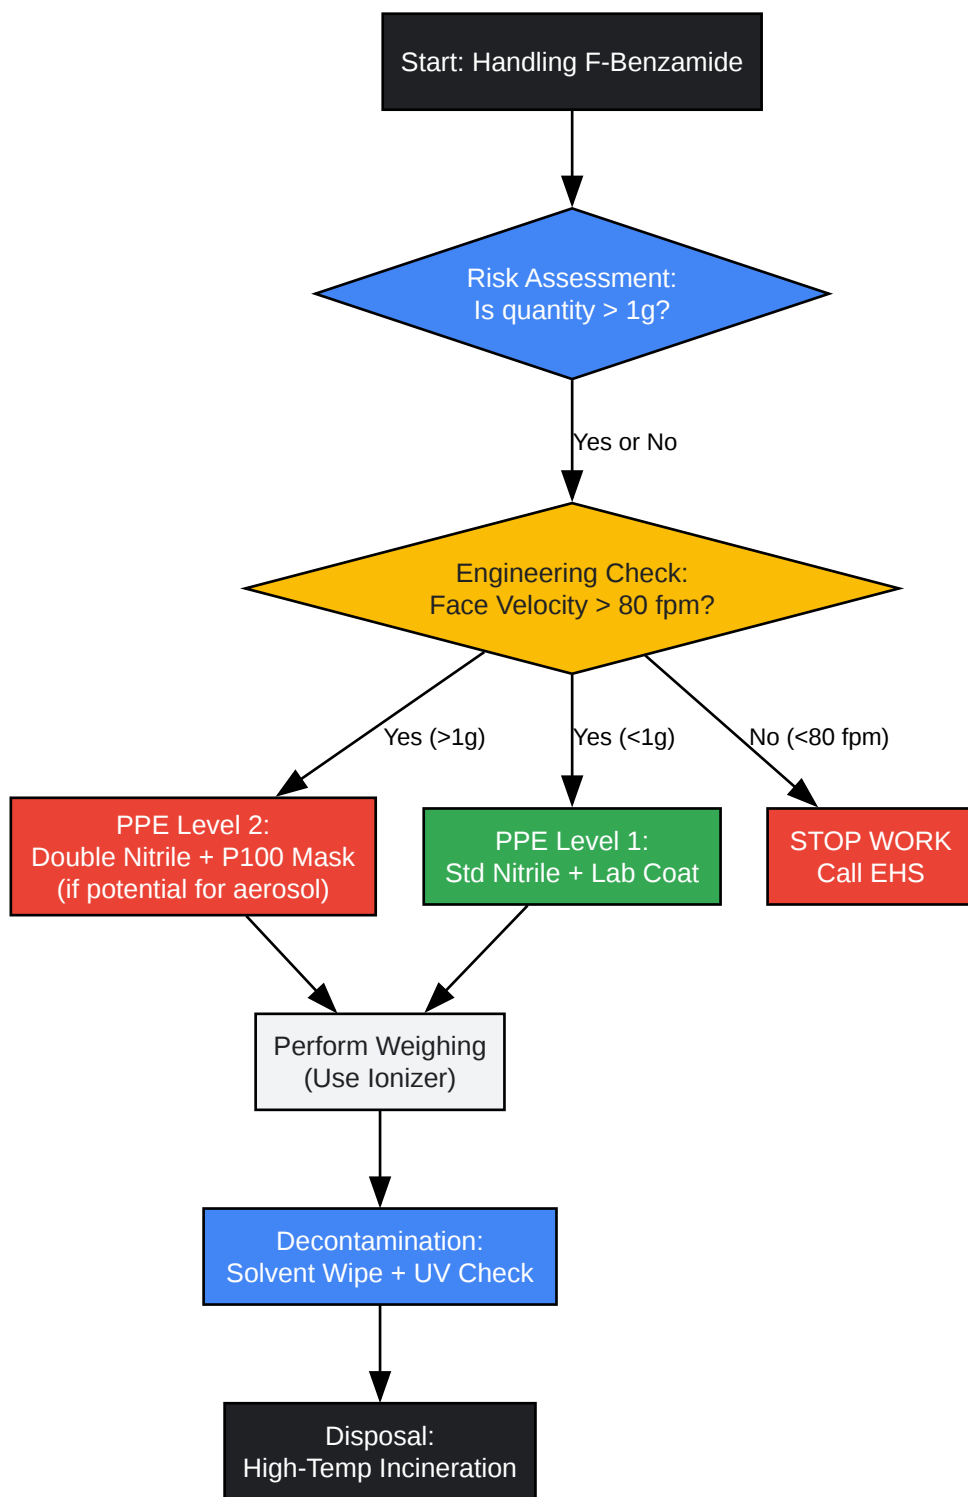 Start: Handling F-Benzamide
Risk Assessment:
Is quantity > 1g?
Yes or No
Engineering Check:
Face Velocity > 80 fpm?
Yes (>1g)
Yes (<1g)
No (<80 fpm)
PPE Level 2:
Double Nitrile + P100 Mask
(if potential for aerosol)
PPE Level 1:
Std Nitrile + Lab Coat
STOP WORK
Call EHS
Perform Weighing
(Use Ionizer)
Decontamination:
Solvent Wipe + UV Check
Disposal:
High-Temp Incineration